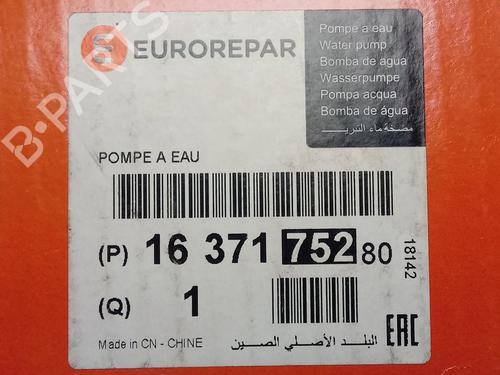 EUROREPAR
Pompe a eau
Water pump
Bomba de agua
Wasserpumpe
Pompa acqua
Bomba de água
مضخة ماء التبريـــد
POMPE A EAU
(P) 16 371 752 80
18142
(Q) 1
Made in CN - CHINE
البلد الأصلي الصين
EAC
B-PARTS